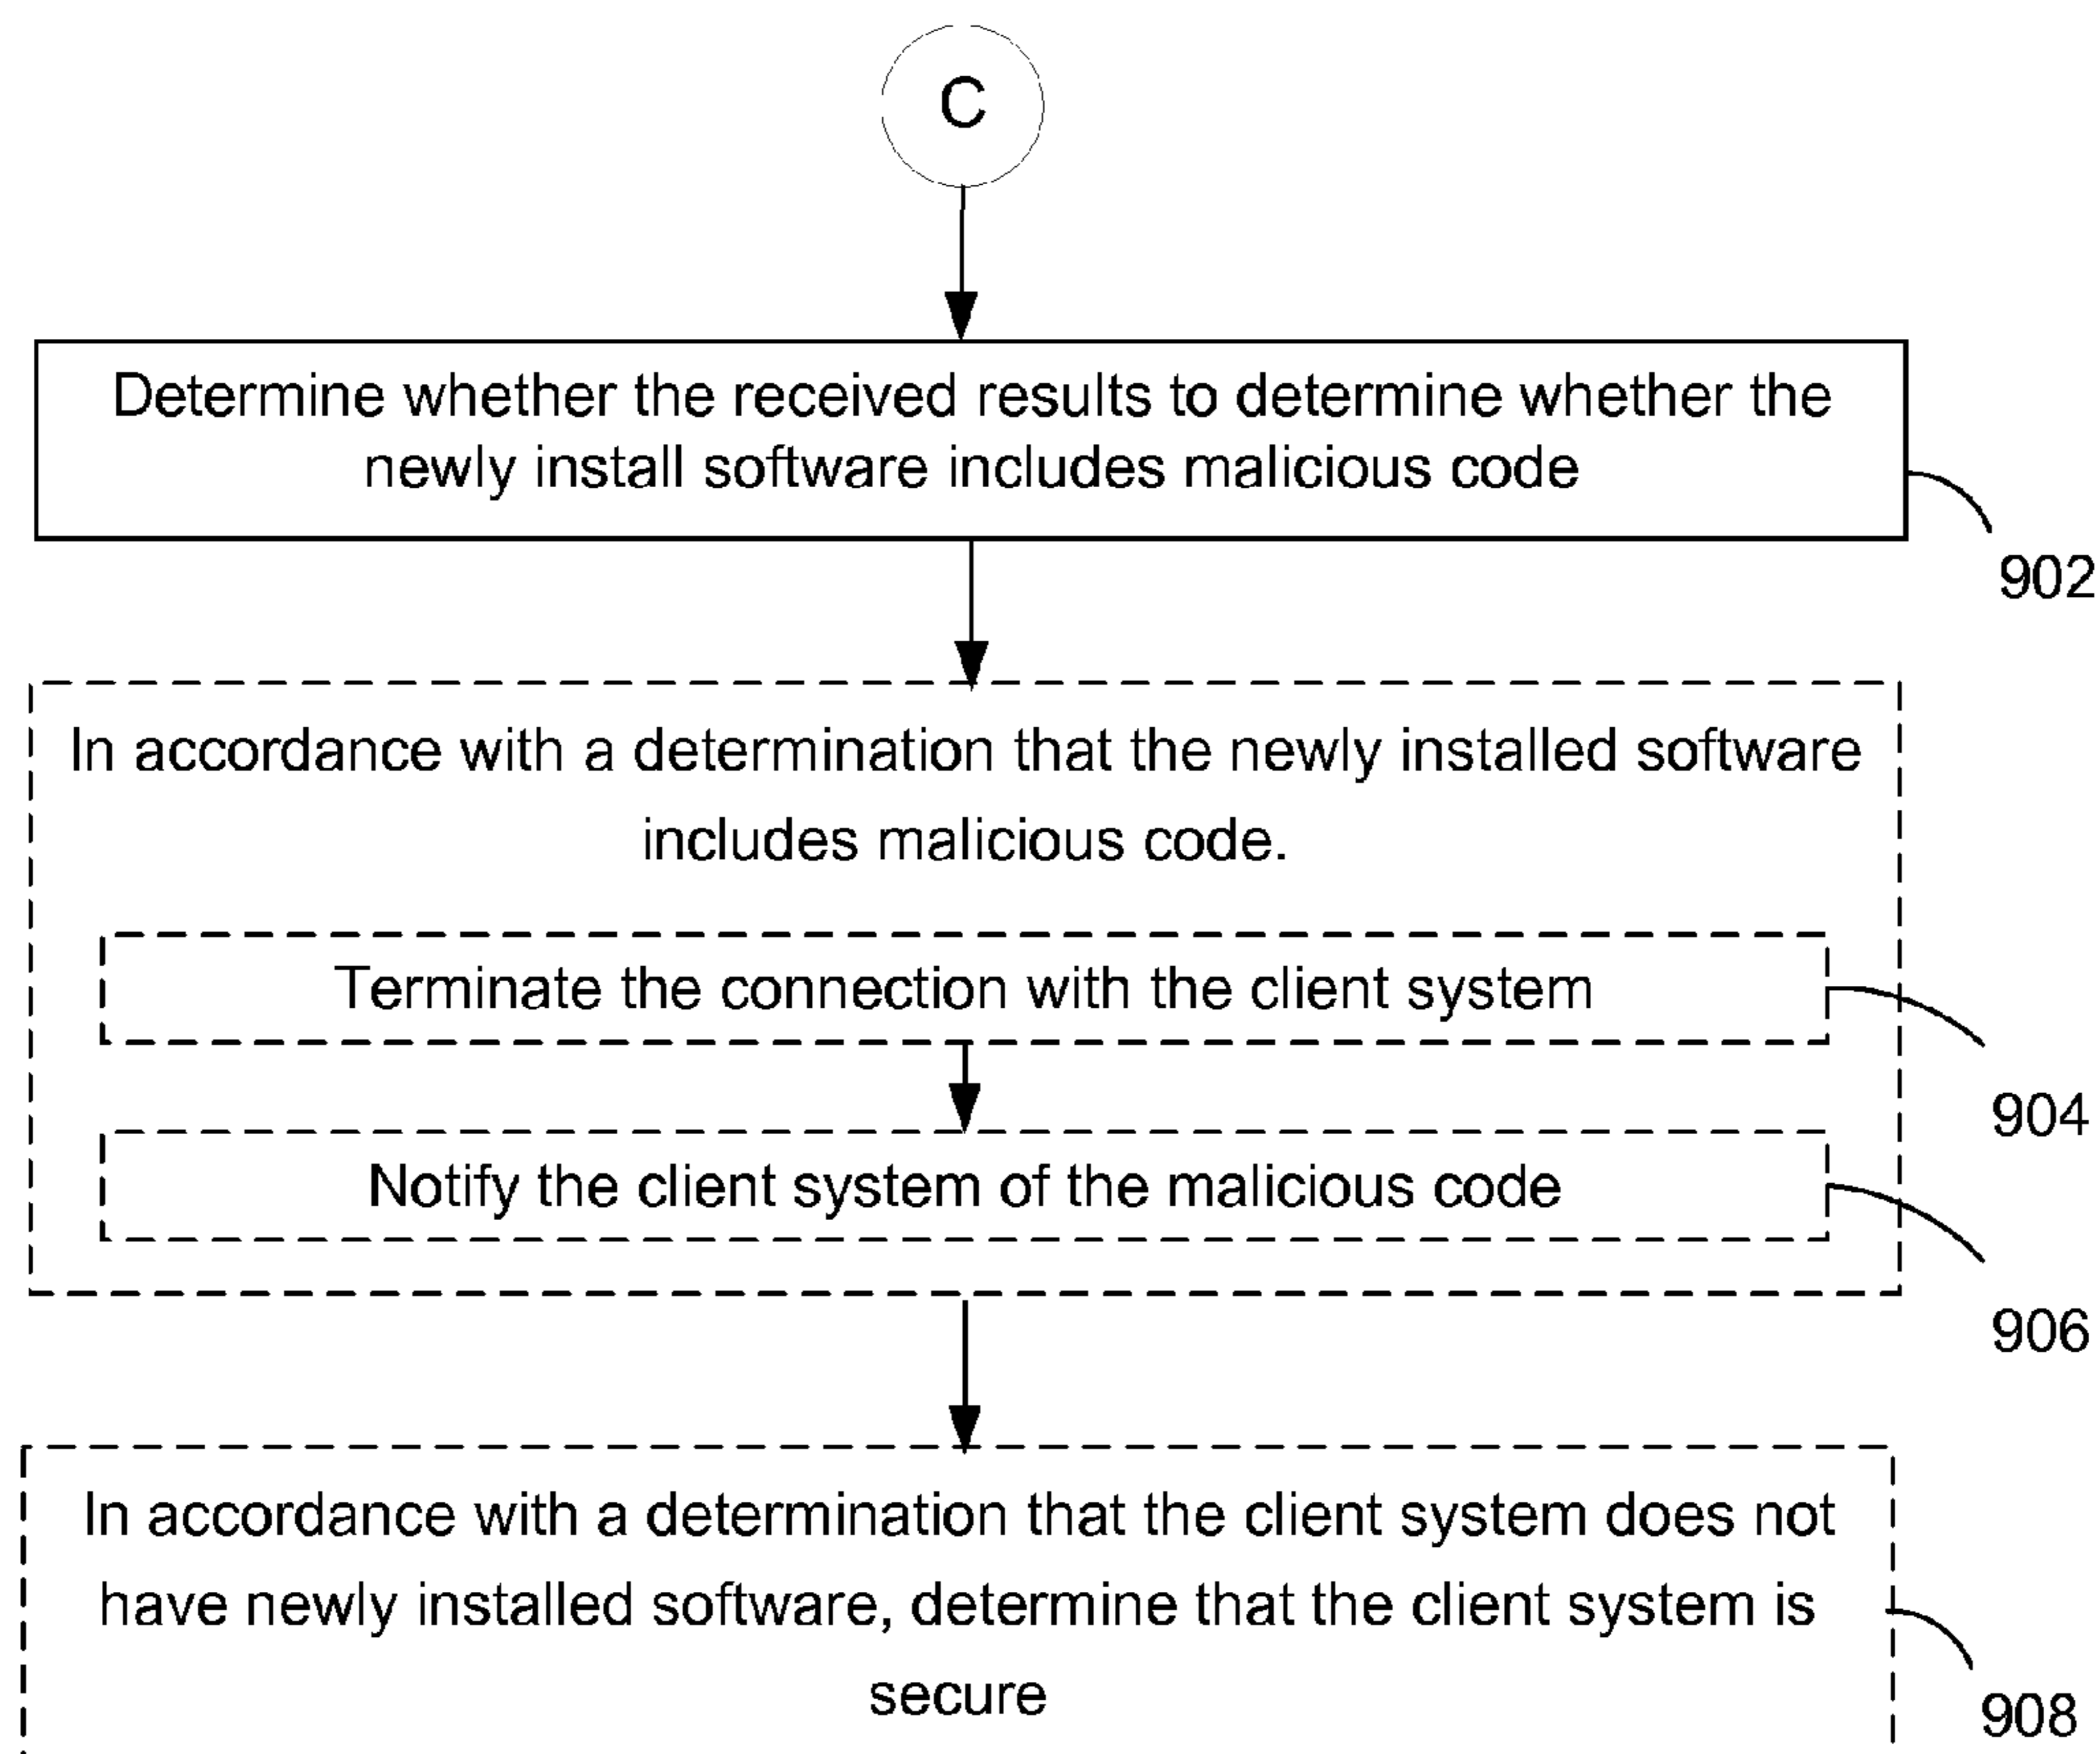 C
Determine whether the received results to determine whether the
newly install software includes malicious code
902
In accordance with a determination that the newly installed software
includes malicious code.
Terminate the connection with the client system
904
Notify the client system of the malicious code
906
In accordance with a determination that the client system does not
have newly installed software, determine that the client system is
secure
908